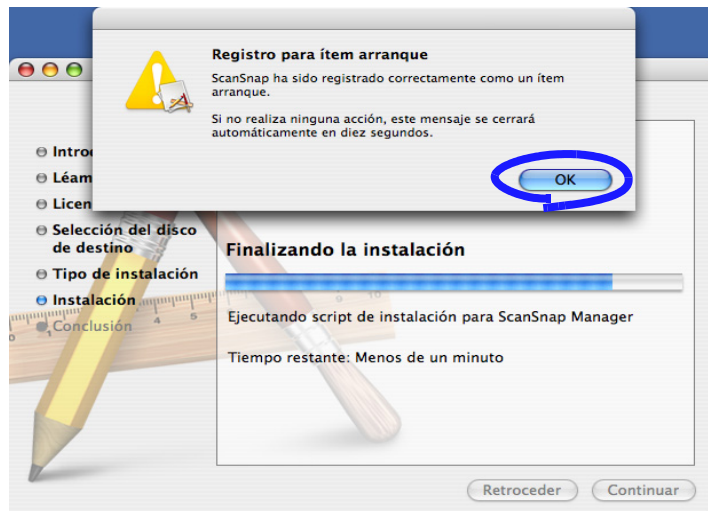 Registro para ítem arranque
ScanSnap ha sido registrado correctamente como un ítem
arranque.
Si no realiza ninguna acción, este mensaje se cerrará
automáticamente en diez segundos.
OK
Léam
Licen
Selección del disco
de destino
Tipo de instalación
Instalación
Conclusión
Finalizando la instalación
Ejecutando script de instalación para ScanSnap Manager
Tiempo restante: Menos de un minuto
Retroceder
Continuar